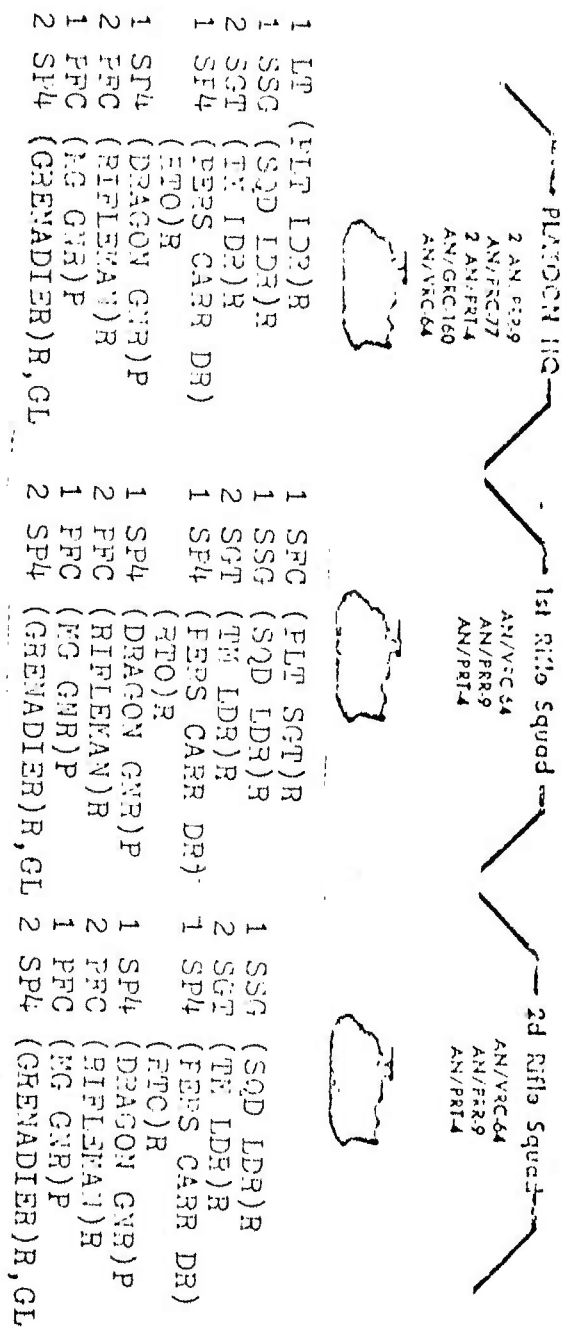 PLATOON HQ
2 AN/PRR-9
AN/PRC-77
2 AN/PRT-4
AN/GRC-160
AN/VRC-64
1 LT (PLT LDR)R
1 SSG (SQD LDR)R
2 SGT (TM LDR)R
1 SP4 (PERS CARR DR)
(RTO)R
1 SP4 (DRAGON GNR)P
2 PFC (RIFLEMAN)R
1 PFC (MG GNR)P
2 SP4 (GRENADIER)R,GL
1st Rifle Squad
AN/VRC-64
AN/PRR-9
AN/PRT-4
1 SFC (PLT SGT)R
1 SSG (SQD LDR)R
2 SGT (TM LDR)R
1 SP4 (PERS CARR DR)
(RTO)R
1 SP4 (DRAGON GNR)P
2 PFC (RIFLEMAN)R
1 PFC (MG GNR)P
2 SP4 (GRENADIER)R,GL
2d Rifle Squad
AN/VRC-64
AN/PRR-9
AN/PRT-4
1 SSG (SQD LDR)R
2 SGT (TM LDR)R
1 SP4 (PERS CARR DR)
(RTO)R
1 SP4 (DRAGON GNR)P
2 PFC (RIFLEMAN)R
1 PFC (MG GNR)P
2 SP4 (GRENADIER)R,GL